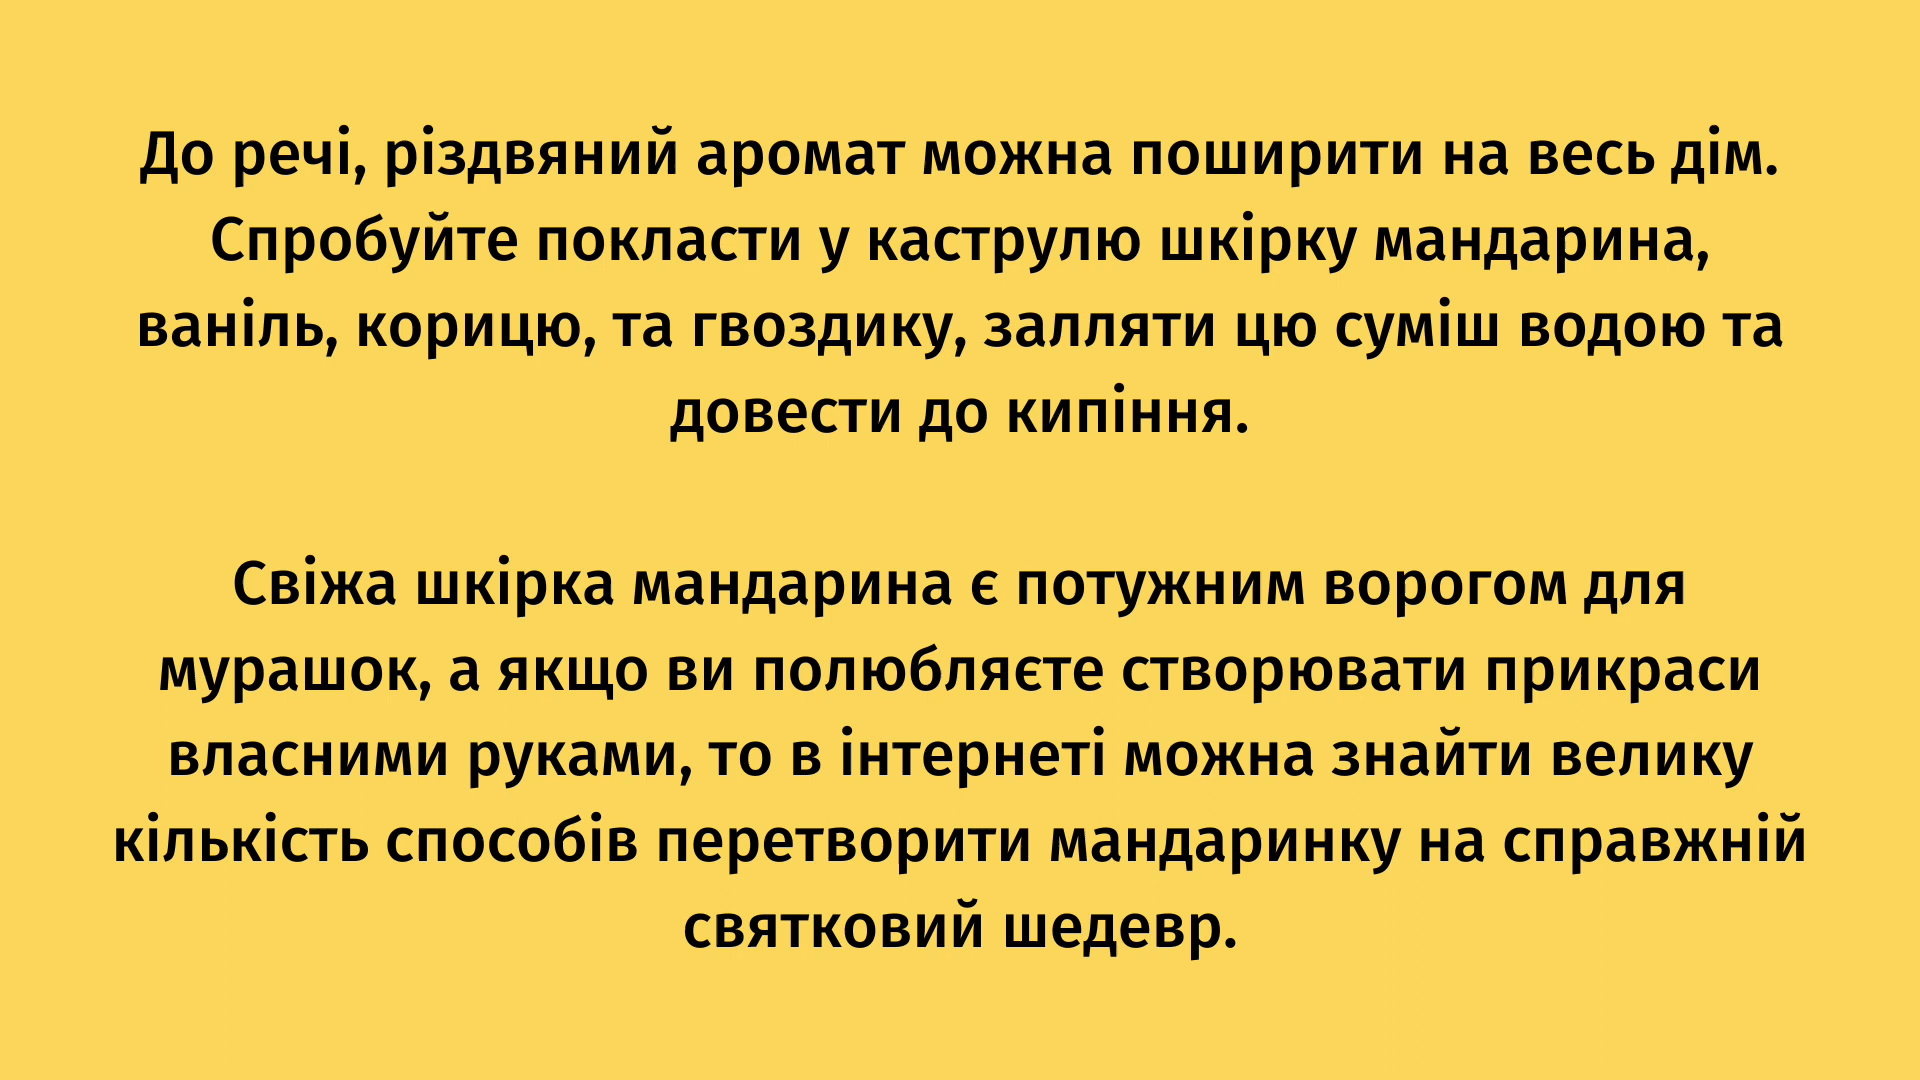 До речі, різдвяний аромат можна поширити на весь дім.
Спробуйте покласти у каструлю шкірку мандарина,
ваніль, корицю, та гвоздику, залляти цю суміш водою та
довести до кипіння.
Свіжа шкірка мандарина є потужним ворогом для
мурашок, а якщо ви полюбляєте створювати прикраси
власними руками, то в інтернеті можна знайти велику
кількість способів перетворити мандаринку на справжній
святковий шедевр.